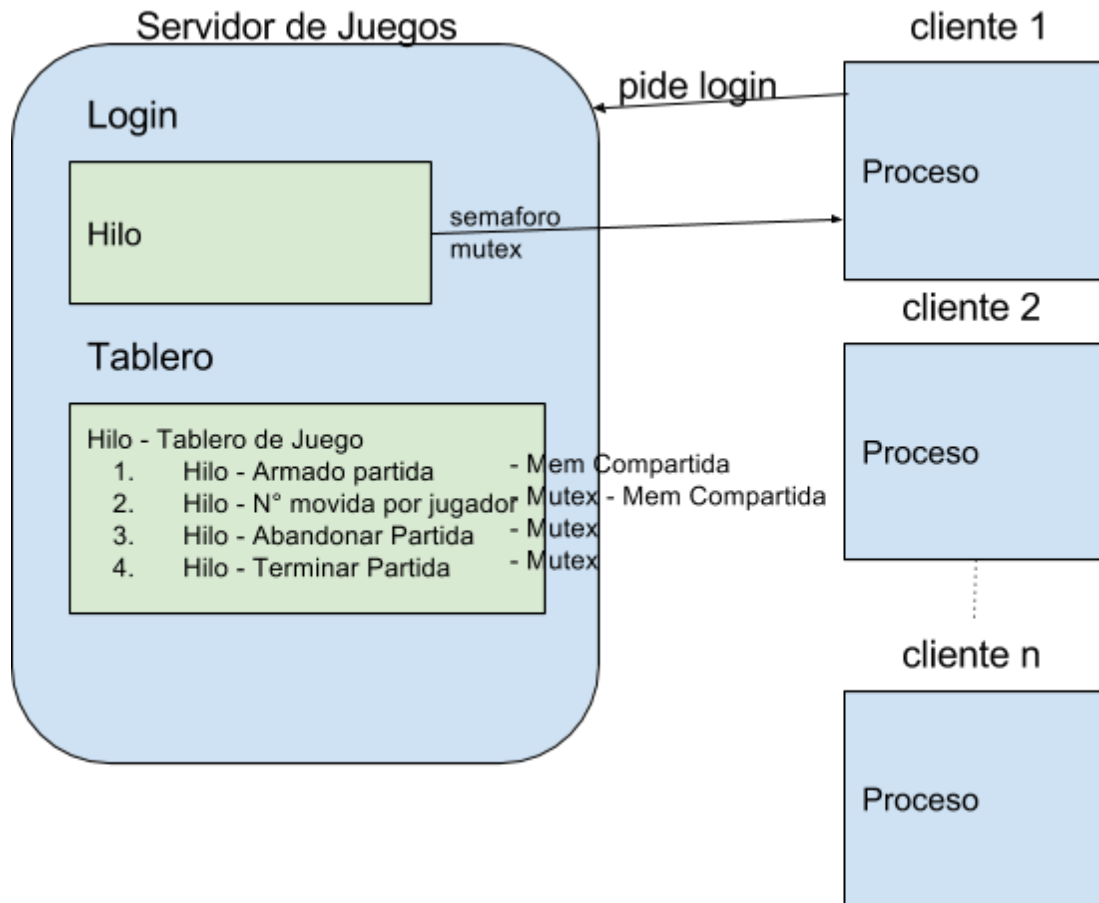 Servidor de Juegos
cliente 1
pide login
Login
Proceso
Hilo
semaforo
mutex
cliente 2
Tablero
Hilo - Tablero de Juego
1. Hilo - Armado partida - Mem Compartida
2. Hilo - N° movida por jugador - Mutex - Mem Compartida
3. Hilo - Abandonar Partida - Mutex
4. Hilo - Terminar Partida - Mutex
Proceso
cliente n
Proceso